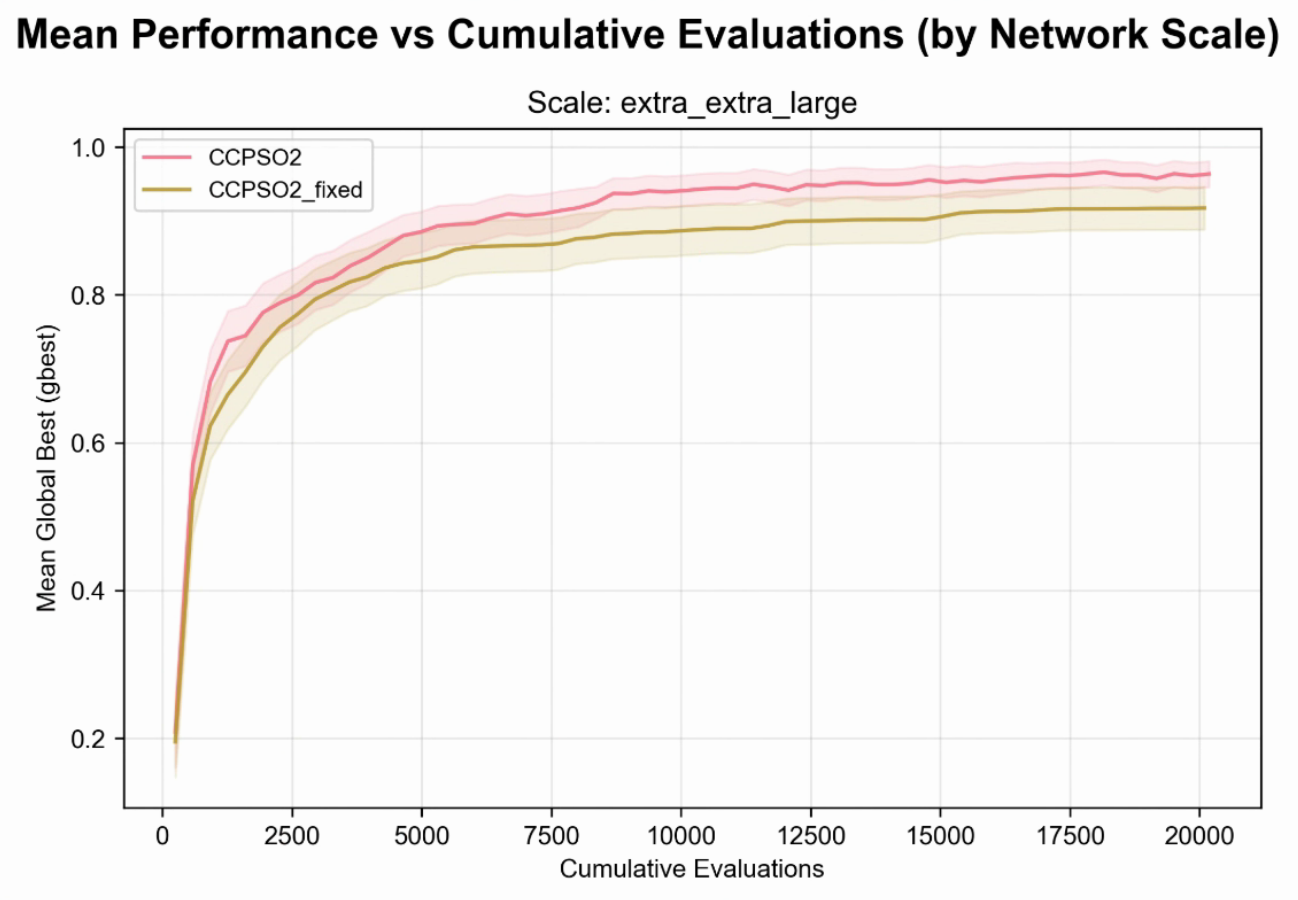 Mean Performance vs Cumulative Evaluations (by Network Scale)
Scale: extra_extra_large
CCPSO2
CCPSO2_fixed
Mean Global Best (gbest)
1.0
0.8
0.6
0.4
0.2
0 2500 5000 7500 10000 12500 15000 17500 20000
Cumulative Evaluations